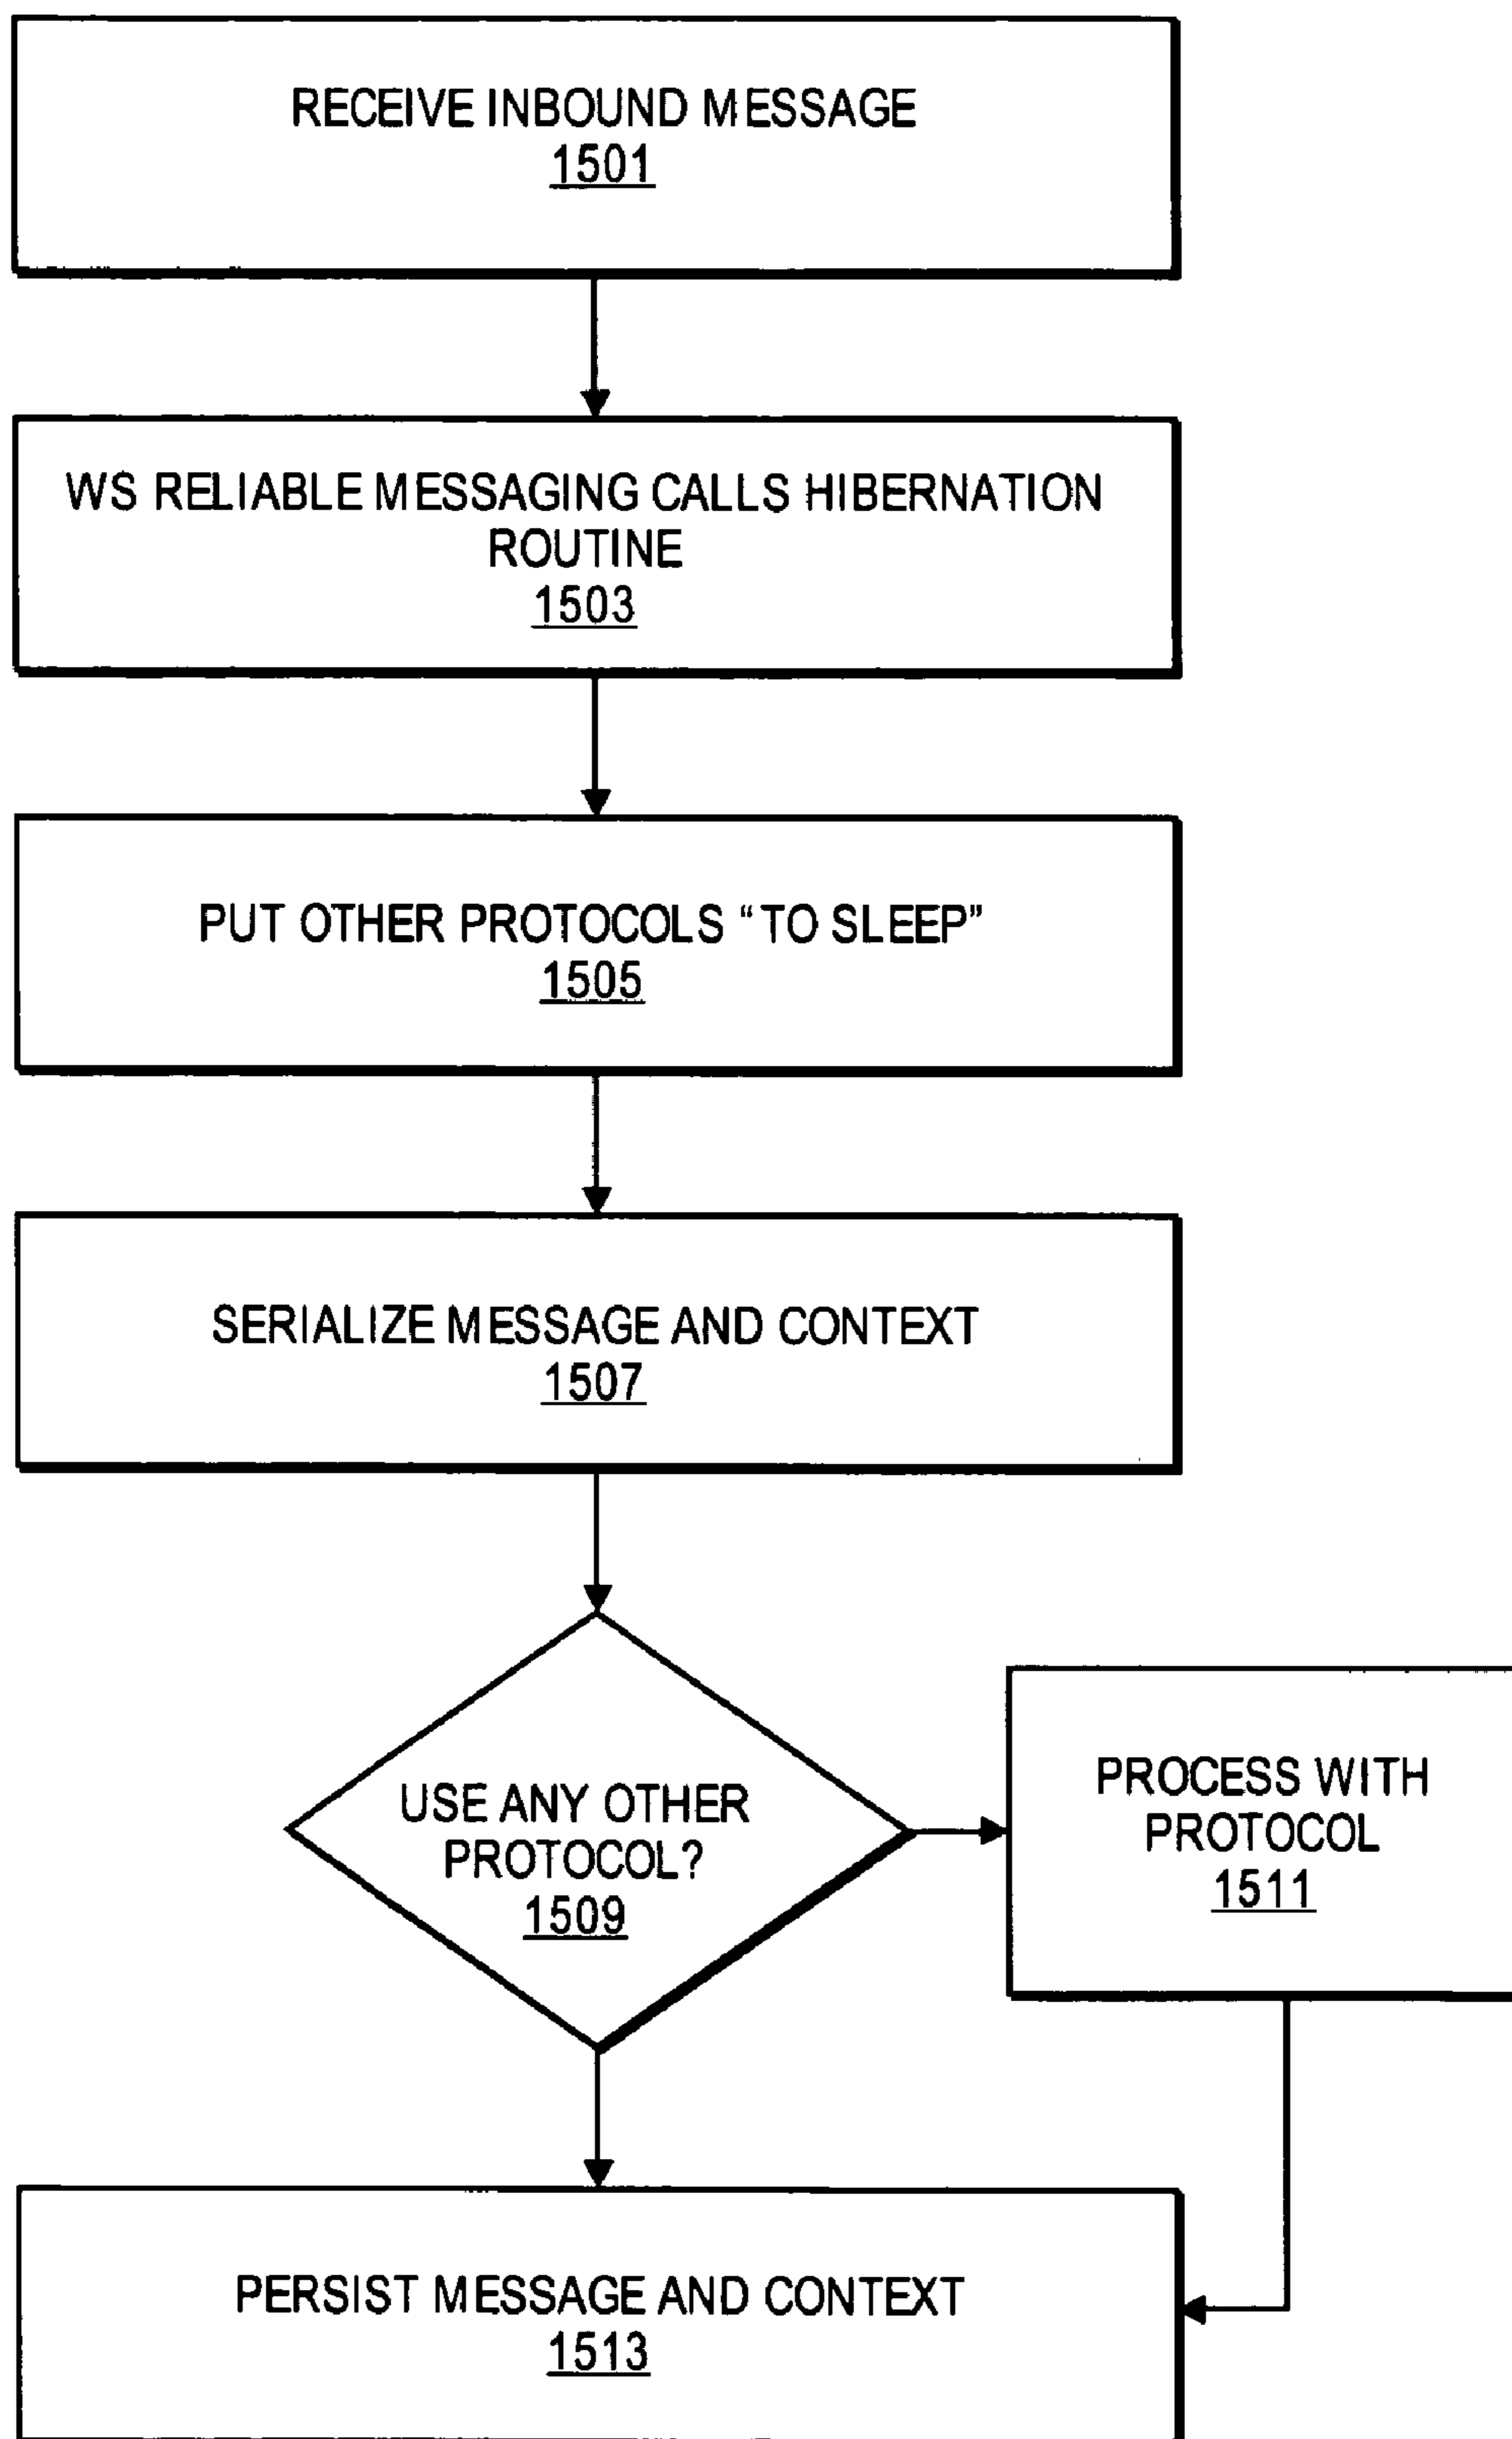 RECEIVE INBOUND MESSAGE
1501
WS RELIABLE MESSAGING CALLS HIBERNATION
ROUTINE
1503
PUT OTHER PROTOCOLS “TO SLEEP”
1505
SERIALIZE MESSAGE AND CONTEXT
1507
USE ANY OTHER
PROTOCOL?
1509
PROCESS WITH
PROTOCOL
1511
PERSIST MESSAGE AND CONTEXT
1513